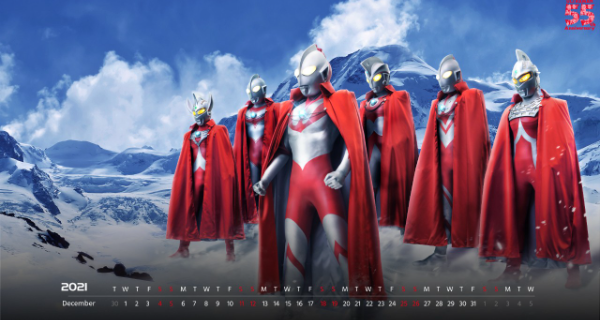 55
Anniversary
2021 T W T F S S M T W T F S S M T W T F S S M T W T F S S M T W T F S S M T W
December 30 1 2 3 4 5 6 7 8 9 10 11 12 13 14 15 16 17 18 19 20 21 22 23 24 25 26 27 28 29 30 31 1 2 3 4 5